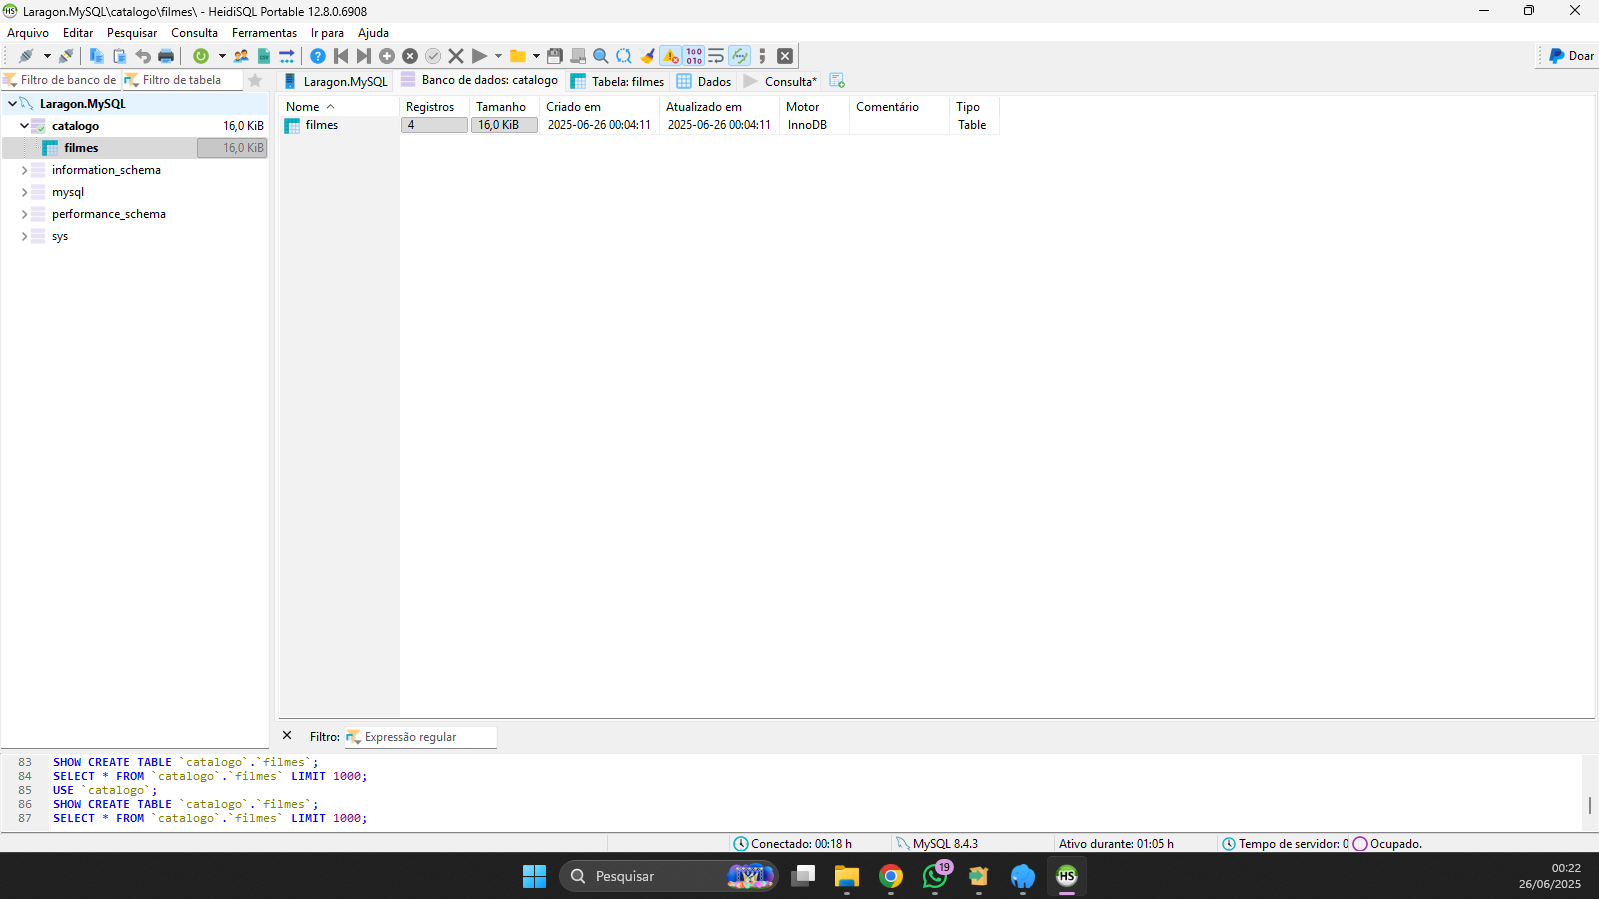 Laragon.MySQL\catalogo\filmes\ - HeidiSQL Portable 12.8.0.6908
Arquivo Editar Pesquisar Consulta Ferramentas Ir para Ajuda
Doar
Filtro de banco de Filtro de tabela
Laragon.MySQL Banco de dados: catalogo Tabela: filmes Dados Consulta*
Laragon.MySQL
catalogo 16,0 KiB
filmes 16,0 KiB
information_schema
mysql
performance_schema
sys
Nome Registros Tamanho Criado em Atualizado em Motor Comentário Tipo
filmes 4 16,0 KiB 2025-06-26 00:04:11 2025-06-26 00:04:11 InnoDB Table
Filtro: Expressão regular
83 SHOW CREATE TABLE `catalogo`.`filmes`;
84 SELECT * FROM `catalogo`.`filmes` LIMIT 1000;
85 USE `catalogo`;
86 SHOW CREATE TABLE `catalogo`.`filmes`;
87 SELECT * FROM `catalogo`.`filmes` LIMIT 1000;
Conectado: 00:18 h MySQL 8.4.3 Ativo durante: 01:05 h Tempo de servidor: 0 Ocupado.
Pesquisar
19
HS
00:22
26/06/2025